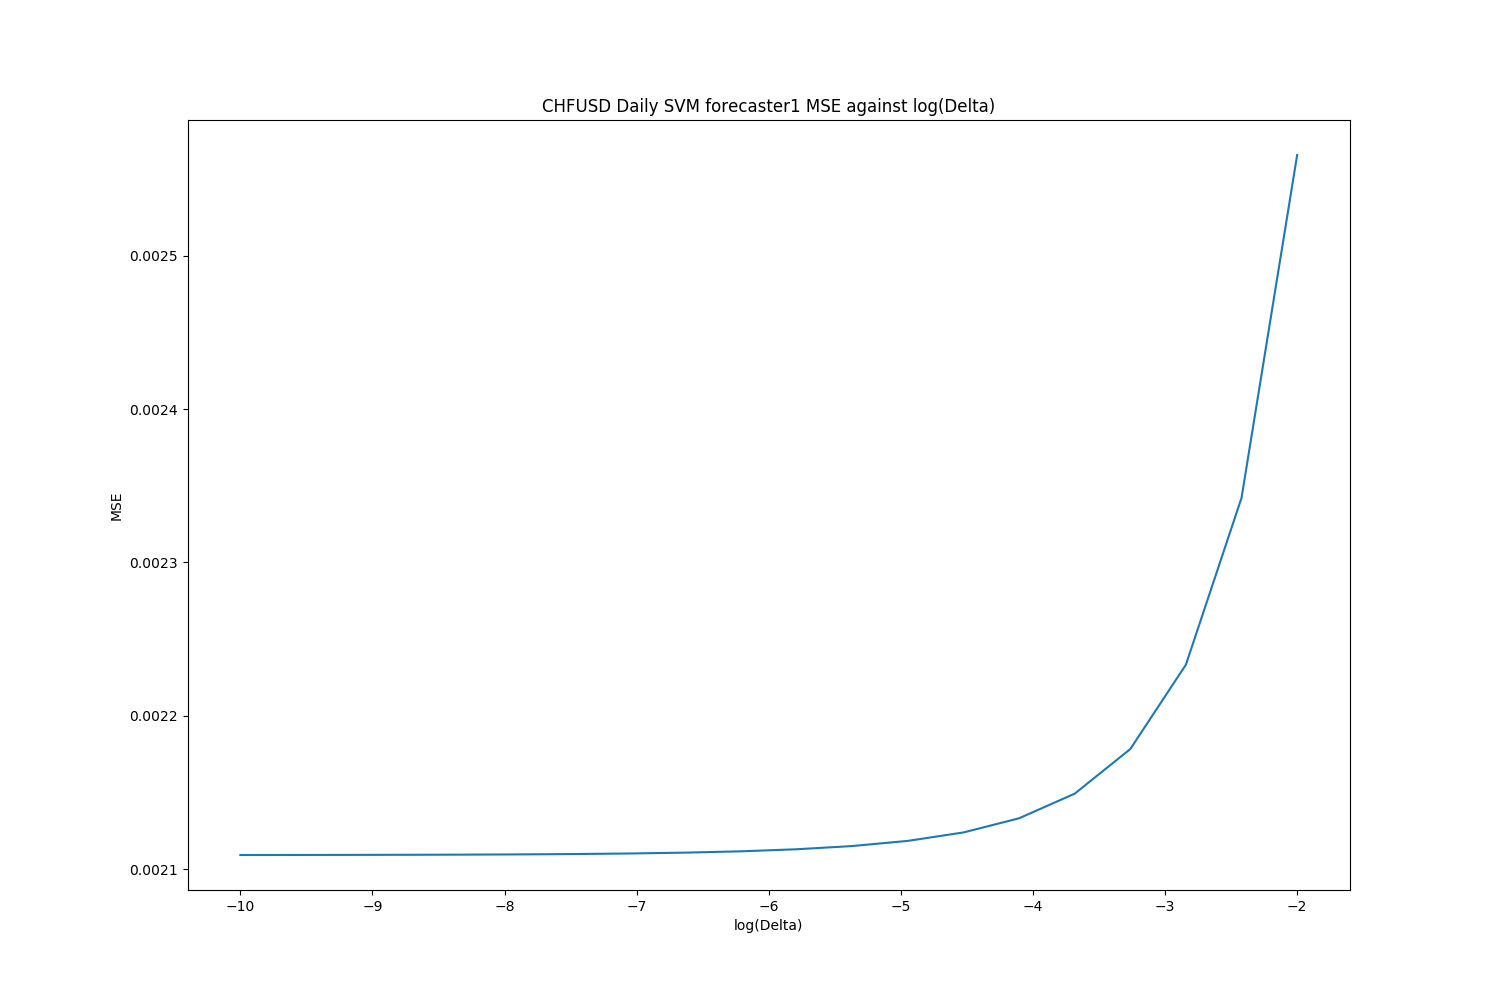 CHFUSD Daily SVM forecaster1 MSE against log(Delta)
0.0025
0.0024
MSE
0.0023
0.0022
0.0021
−10 −9 −8 −7 −6 −5 −4 −3 −2
log(Delta)